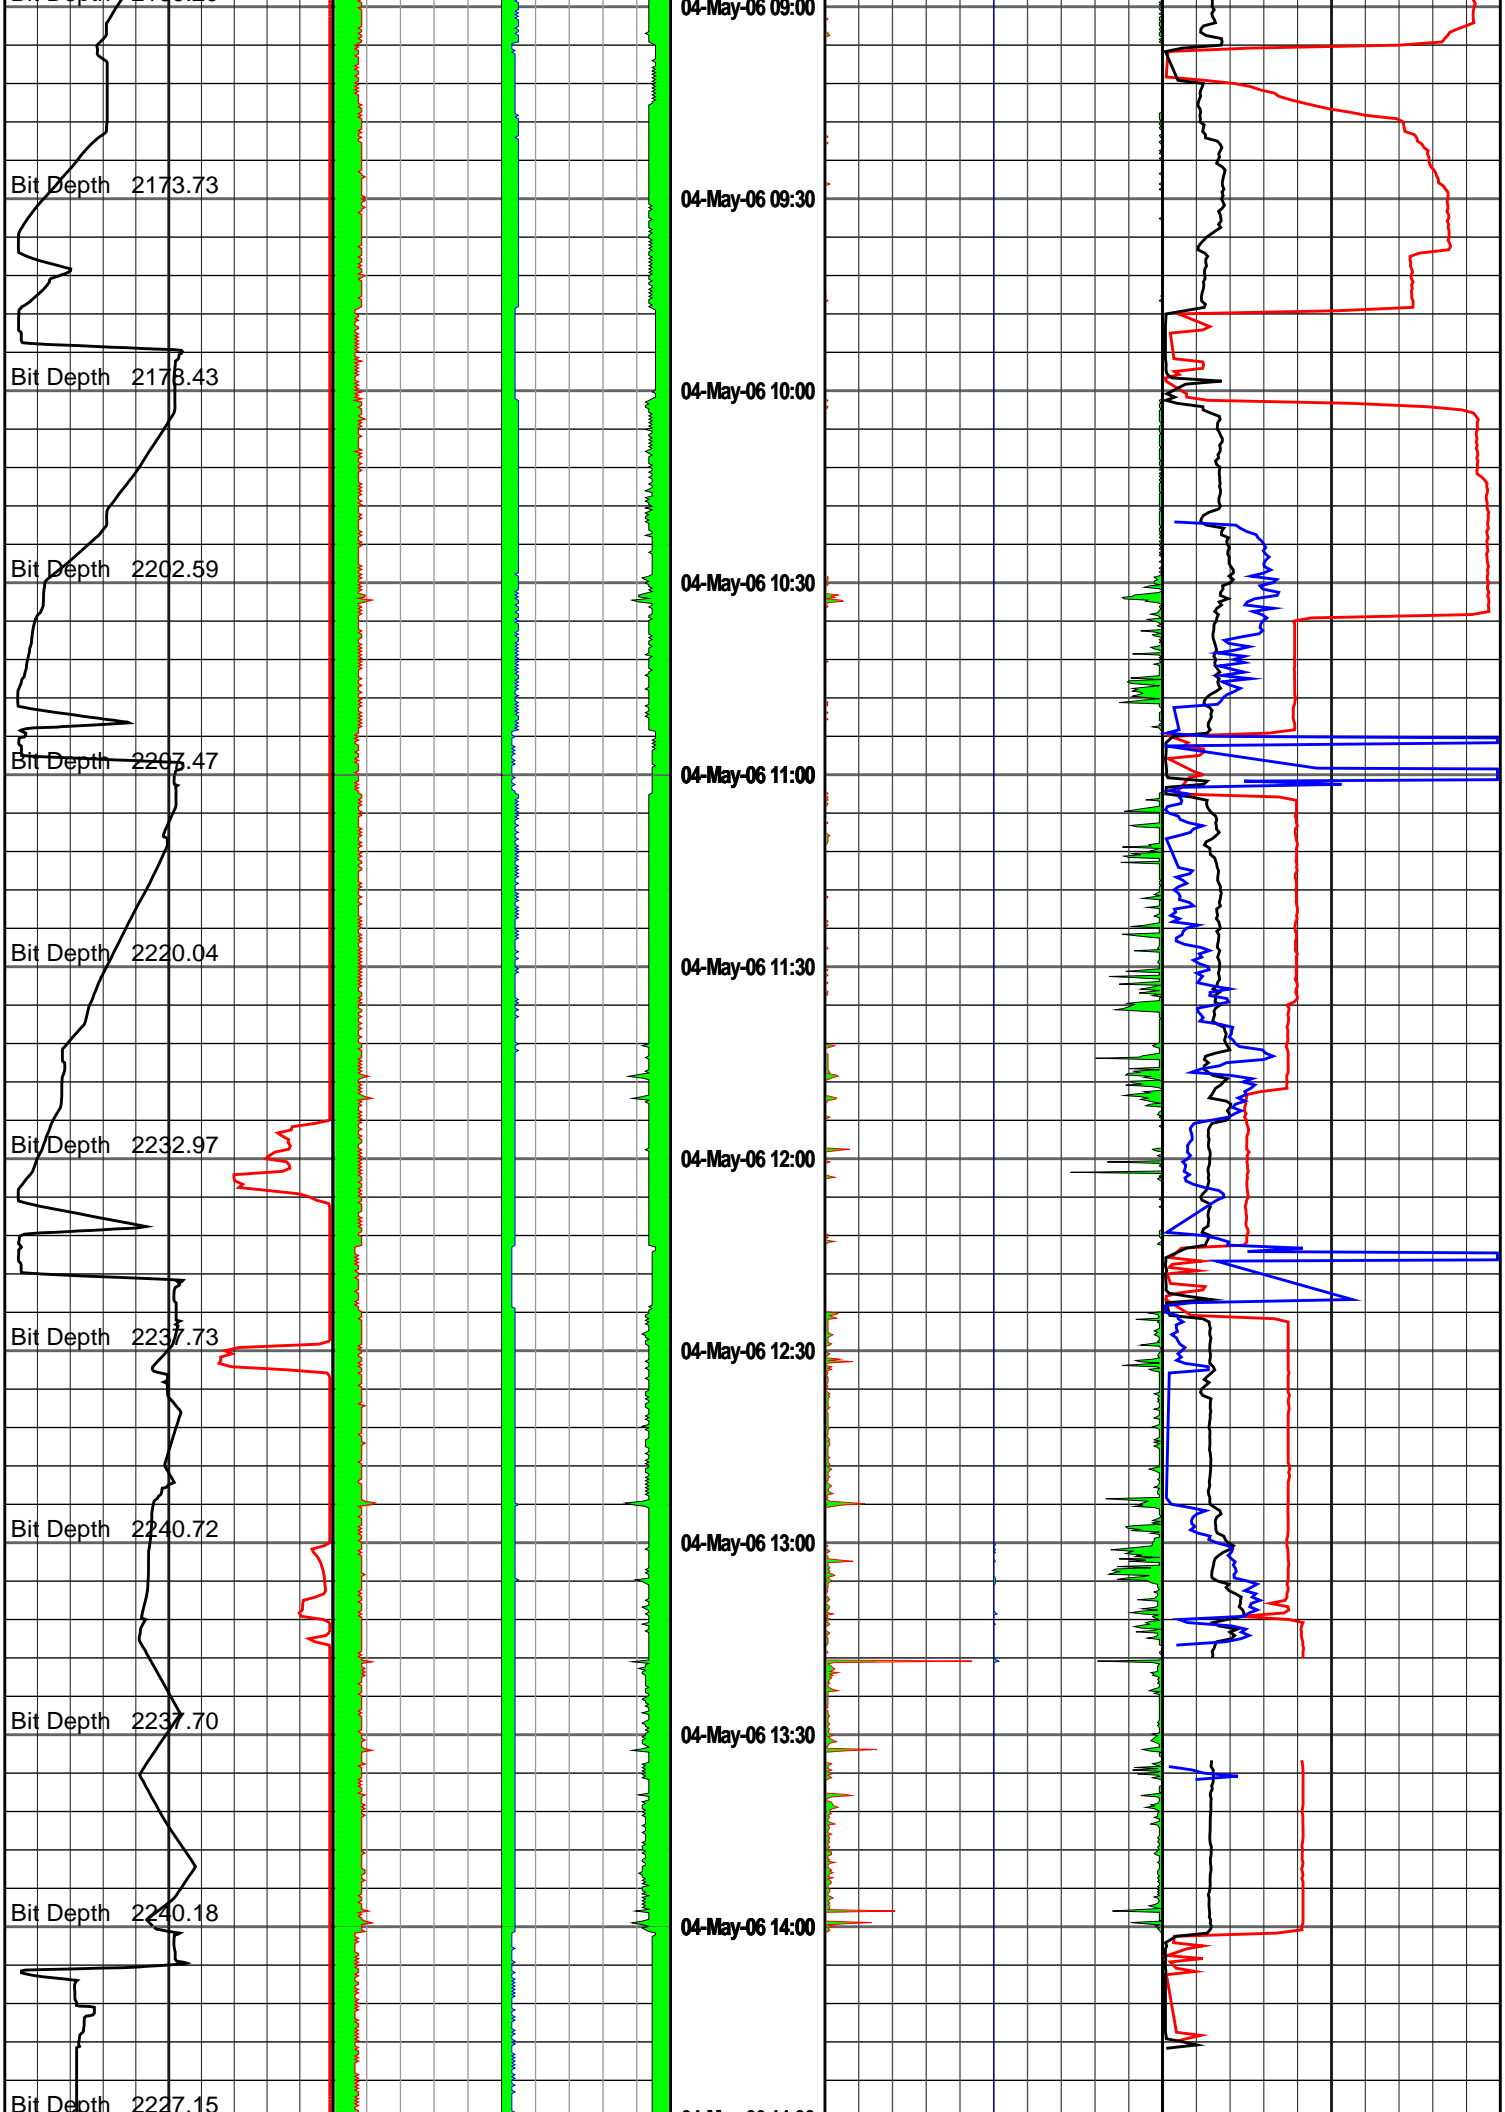 04-May-06 09:00
Bit Depth 2173.73
04-May-06 09:30
Bit Depth 2178.43
04-May-06 10:00
Bit Depth 2202.59
04-May-06 10:30
Bit Depth 2207.47
04-May-06 11:00
Bit Depth 2220.04
04-May-06 11:30
Bit Depth 2232.97
04-May-06 12:00
Bit Depth 2237.73
04-May-06 12:30
Bit Depth 2240.72
04-May-06 13:00
Bit Depth 2237.70
04-May-06 13:30
Bit Depth 2240.18
04-May-06 14:00
Bit Depth 2227.15